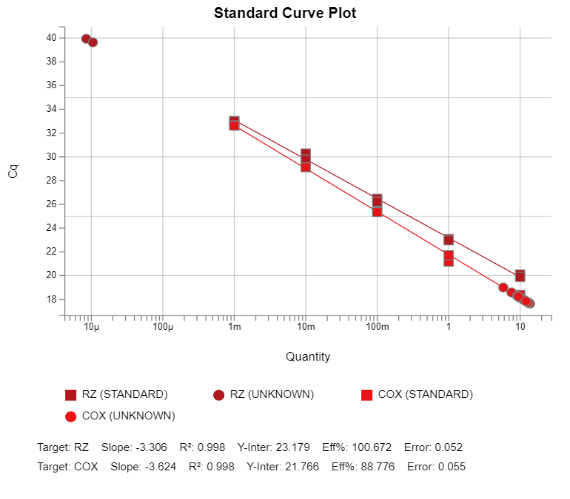 Standard Curve Plot
40
38
36
34
32
30
28
26
24
22
20
18
Cq
10µ 100µ 1m 10m 100m 1 10
Quantity
RZ (STANDARD) RZ (UNKNOWN) COX (STANDARD)
COX (UNKNOWN)
Target: RZ Slope: -3.306 R²: 0.998 Y-Inter: 23.179 Eff%: 100.672 Error: 0.052
Target: COX Slope: -3.624 R²: 0.998 Y-Inter: 21.766 Eff%: 88.776 Error: 0.055